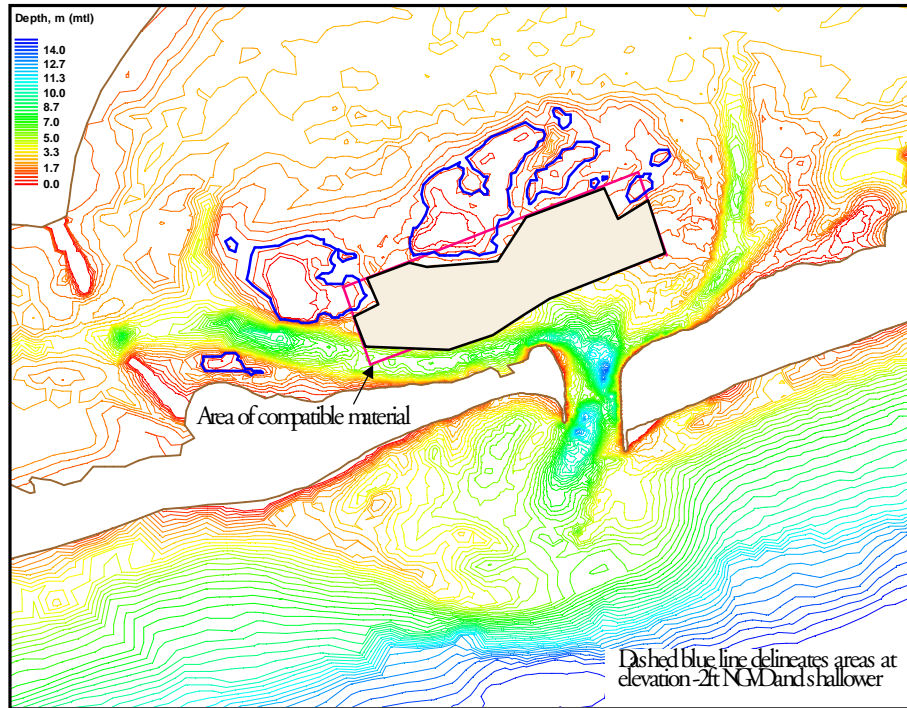 Depth, m (mtl)
14.0
12.7
11.3
10.0
8.7
7.0
5.0
3.3
1.7
0.0
Area of compatible material
Dashed blue line delineates areas at
elevation -2ft NGVD and shallower